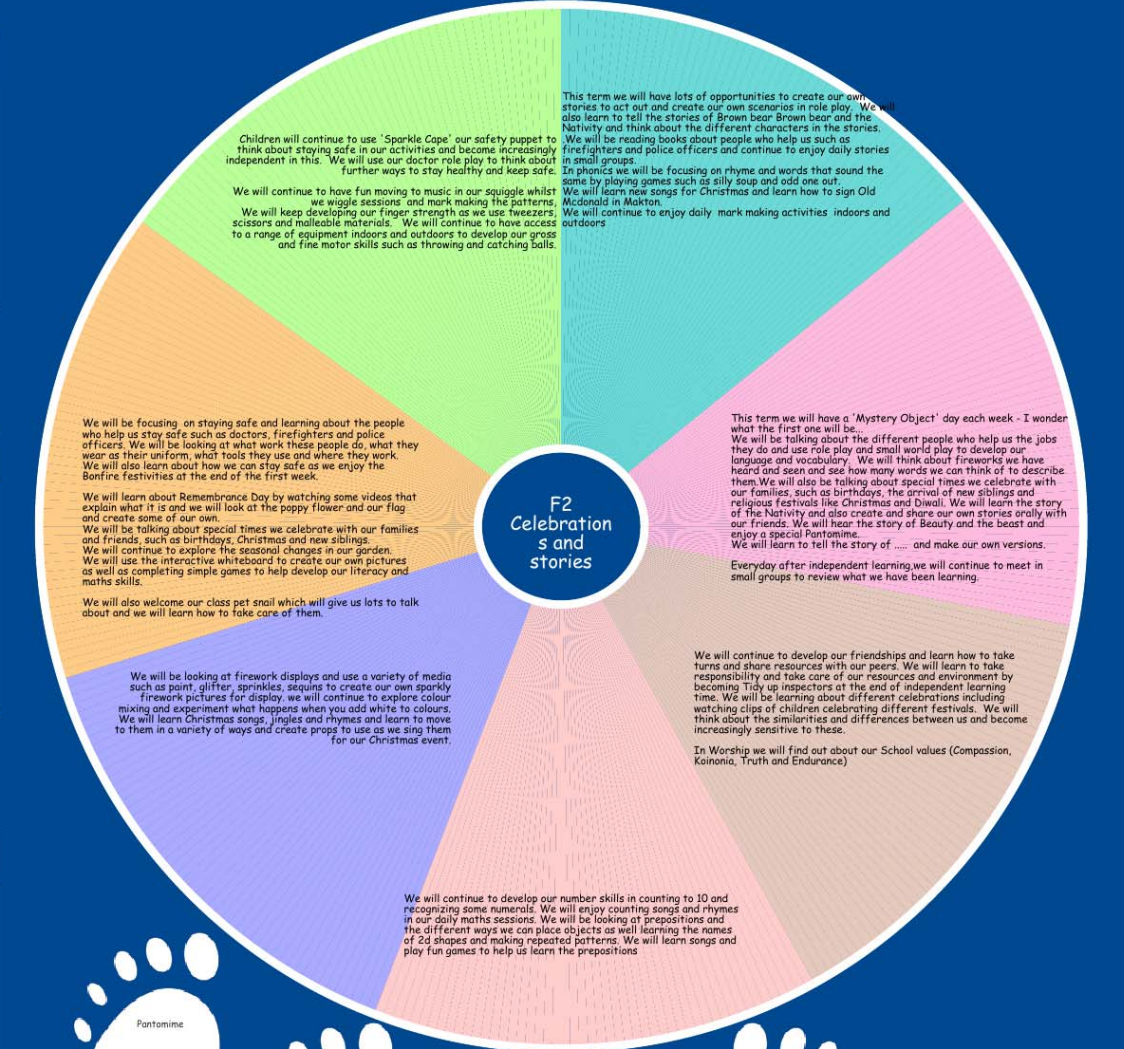 This term we will have lots of opportunities to create our own
stories to act out and create our own scenarios in role play. We will
also learn to tell the stories of Brown bear Brown bear and the
Nativity and think about the different characters in the stories.
.We will be reading books about people who help us such as
firefighters and police officers and continue to enjoy daily stories
in small groups.
In phonics we will be focusing on rhyme and words that sound the
same by playing games such as silly soup and odd one out.
We will learn new songs for Christmas and learn how to sign Old
Mcdonald in Makton.
We will continue to enjoy daily mark making activities indoors and
outdoors
This term we will have a 'Mystery Object' day each week - I wonder
what the first one will be...
We will be talking about the different people who help us the jobs
they do and use role play and small world play to develop our
language and vocabulary. We will think about fireworks we have
heard and seen and see how many words we can think of to describe
them.We will also be talking about special times we celebrate with
our families, such as birthdays, the arrival of new siblings and
religious festivals like Christmas and Diwali. We will learn the story
of the Nativity and also create and share our own stories orally with
our friends. We will hear the story of Beauty and the beast and
enjoy a special Pantomime.
We will learn to tell the story of ..... and make our own versions.
Everyday after independent learning,we will continue to meet in
small groups to review what we have been learning.
We will continue to develop our friendships and learn how to take
turns and share resources with our peers. We will learn to take
responsibility and take care of our resources and environment by
becoming Tidy up inspectors at the end of independent learning
time. We will be learning about different celebrations including
watching clips of children celebrating different festivals. We will
think about the similarities and differences between us and become
increasingly sensitive to these.
In Worship we will find out about our School values (Compassion,
Koinonia, Truth and Endurance)
We will continue to develop our number skills in counting to 10 and
recognizing some numerals. We will enjoy counting songs and rhymes
in our daily maths sessions. We will be looking at prepositions and
the different ways we can place objects as well learning the names
of 2d shapes and making repeated patterns. We will learn songs and
play fun games to help us learn the prepositions
We will be looking at firework displays and use a variety of media
such as paint, glifter, sprinkles, sequins to create our own sparkly
firework pictures for display. we will continue to explore colour
mixing and experiment what happens when you add white to colours.
We will learn Christmas songs, jingles and rhymes and learn to move
to them in a variety of ways and create props to use as we sing them
for our Christmas event.
We will be focusing on staying safe and learning about the people
who help us stay safe such as doctors, firefighters and police
officers. We will be looking at what work these people do, what they
wear as their uniform, what tools they use and where they work.
We will also learn about how we can stay safe as we enjoy the
Bonfire festivities at the end of the first week.
We will learn about Remembrance Day by watching some videos that
explain what it is and we will look at the poppy flower and our flag
and create some of our own.
We will be talking about special times we celebrate with our families
and friends, such as birthdays, Christmas and new siblings.
We will continue to explore the seasonal changes in our garden.
We will use the interactive whiteboard to create our own pictures
as well as completing simple games to help develop our literacy and
maths skills.
We will also welcome our class pet snail which will give us lots to talk
about and we will learn how to take care of them.
Children will continue to use 'Sparkle Cape' our safety puppet to
think about staying safe in our activities and become increasingly
independent in this. We will use our doctor role play to think about
further ways to stay healthy and keep safe.
We will continue to have fun moving to music in our squiggle whilst
we wiggle sessions and mark making the patterns,
We will keep developing our finger strength as we use tweezers,
scissors and malleable materials. We will continue to have access
to a range of equipment indoors and outdoors to develop our gross
and fine motor skills such as throwing and catching balls.
F2
Celebration
s and
stories
Pantomime